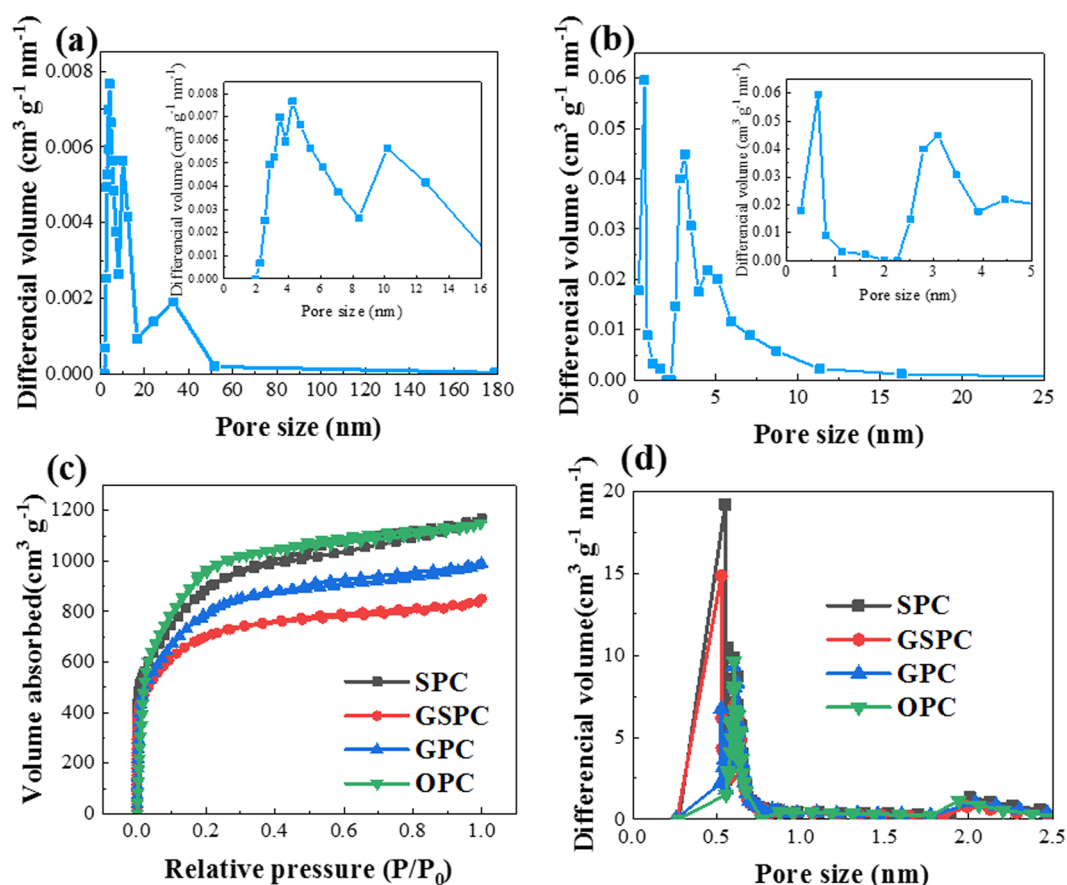 (a)
Differencial volume (cm³ g⁻¹ nm⁻¹)
0.008
0.006
0.004
0.002
0.000
0 20 40 60 80 100 120 140 160 180
Pore size (nm)
Differencial volume (cm³ g⁻¹ nm⁻¹)
0.008
0.007
0.006
0.005
0.004
0.003
0.002
0.001
0.000
0 2 4 6 8 10 12 14 16
Pore size (nm)
(b)
Differencial volume (cm³ g⁻¹ nm⁻¹)
0.06
0.05
0.04
0.03
0.02
0.01
0.00
0 5 10 15 20 25
Pore size (nm)
Differencial volume (cm³ g⁻¹ nm⁻¹)
0.06
0.05
0.04
0.03
0.02
0.01
0.00
0 1 2 3 4 5
Pore size (nm)
(c)
Volume absorbed(cm³ g⁻¹)
1200
1000
800
600
400
200
0
0.0 0.2 0.4 0.6 0.8 1.0
Relative pressure (P/P₀)
SPC
GSPC
GPC
OPC
(d)
Differencial volume(cm³ g⁻¹ nm⁻¹)
20
15
10
5
0
0.0 0.5 1.0 1.5 2.0 2.5
Pore size (nm)
SPC
GSPC
GPC
OPC